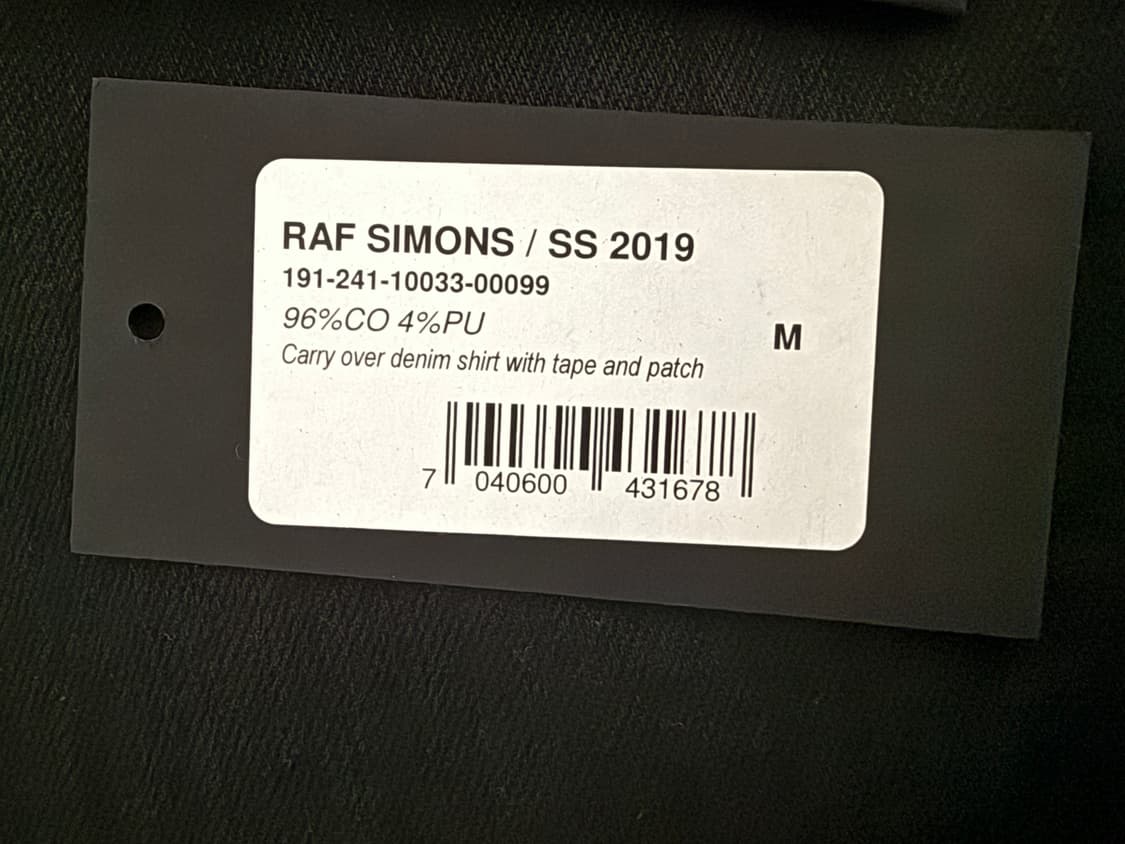 RAF SIMONS / SS 2019
191-241-10033-00099
96%CO 4%PU
M
Carry over denim shirt with tape and patch
7 040600 431678